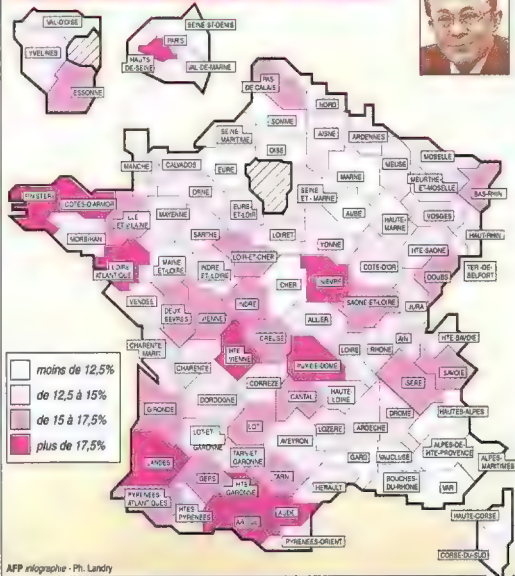 VAL-D'OISE
SEINE-ST-DENIS
PARIS
YVELINES
HAUTS
DE-SEINE
VAL-DE-MARNE
ESSONNE
PAS
DE CALAIS
NORD
SOMME
AISNE
ARDENNES
SEINE
MARITIME
OISE
MANCHE
CALVADOS
EURE
MEUSE
MOSELLE
MARNE
MEURTHE
ET-MOSELLE
BAS-RHIN
FINISTERE
COTES-D'ARMOR
ORNE
SEINE
ET-MARNE
ILLE
ET-VILAINE
MAYENNE
EURE-
ET-LOIR
AUBE
HAUTE-
MARNE
VOSGES
MORBIHAN
SARTHE
LOIRET
YONNE
HAUT-RHIN
LOIRE
ATLANTIQUE
MAINE
ET-LOIRE
INDRE
ET-LOIRE
LOIR-ET-CHER
COTE-D'OR
HTE-SAONE
TER-DE-
BELFORT
CHER
NIEVRE
DOUBS
VENDEE
DEUX
SEVRES
VIENNE
INDRE
SAONE-ET-LOIRE
JURA
ALLIER
CHARENTE
MARIT.
HTE
VIENNE
CREUSE
AIN
HTE SAVOIE
LOIRE
RHONE
CHARENTE
PUY-DE-DOME
SAVOIE
CORREZE
ISERE
moins de 12,5%
de 12,5 à 15%
de 15 à 17,5%
plus de 17,5%
GIRONDE
DORDOGNE
CANTAL
HAUTE
LOIRE
DROME
HAUTES-ALPES
LOT-ET
GARONNE
LOT
LOZERE
ARDECHE
AVEYRON
LANDES
TARN-ET
GARONNE
GARD
VAUCLUSE
ALPES-DE-
HTE-PROVENCE
ALPES-
MARITIMES
GERS
TARN
HTE
GARONNE
HERAULT
BOUCHES-
DU-RHONE
VAR
PYRENEES
ATLANTIQUES
HTES
PYRENEES
AUDE
HAUTE-CORSE
PYRENEES-ORIENT
CORSE-DU-SUD
AFP infographie - Ph. Landry